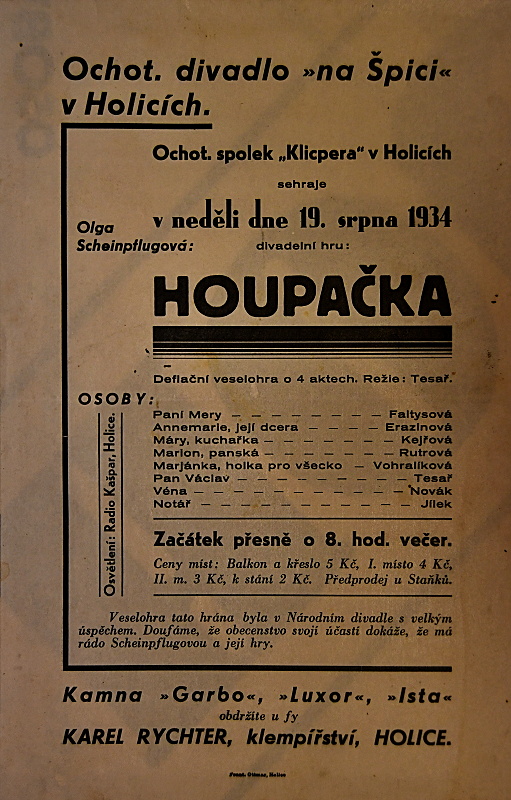 Ochot. divadlo »na Špici«
v Holicích.
Ochot. spolek „Klicpera“ v Holicích
sehraje
v neděli dne 19. srpna 1934
Olga
Scheinpflugová:
divadelní hru:
HOUPAČKA
Deflační veselohra o 4 aktech. Režie: Tesař.
OSOBY:
Paní Mery — — — — — — — — Faltysová
Annemarie, její dcera — — — — Erazinová
Máry, kuchařka — — — — — — Kejřová
Marion, panská — — — — — — Rutrová
Marjánka, holka pro všecko — Vohralíková
Pan Václav — — — — — — — Tesař
Véna — — — — — — — — — Novák
Notář — — — — — — — — — Jílek
Osvětlení: Radio Kašpar, Holice.
Začátek přesně o 8. hod. večer.
Ceny míst: Balkon a křeslo 5 Kč, I. místo 4 Kč,
II. m. 3 Kč, k stání 2 Kč. Předprodej u Staňků.
Veselohra tato hrána byla v Národním divadle s velkým
úspěchem. Doufáme, že obecenstvo svojí účastí dokáže, že má
rádo Scheinpflugovou a její hry.
Kamna »Garbo«, »Luxor«, »Ista«
obdržíte u fy
KAREL RYCHTER, klempířství, HOLICE.
Holice